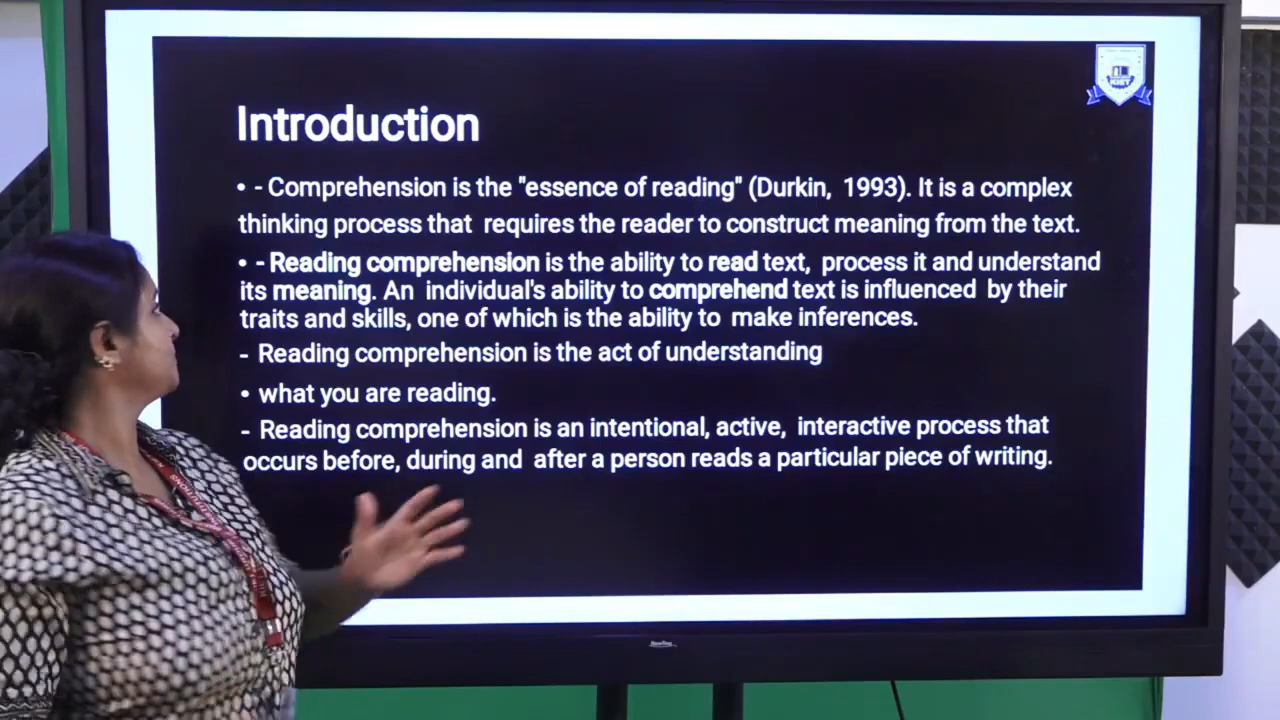 Introduction
• - Comprehension is the "essence of reading" (Durkin, 1993). It is a complex
thinking process that requires the reader to construct meaning from the text.
• - Reading comprehension is the ability to read text, process it and understand
its meaning. An individual's ability to comprehend text is influenced by their
traits and skills, one of which is the ability to make inferences.
- Reading comprehension is the act of understanding
• what you are reading.
- Reading comprehension is an intentional, active, interactive process that
occurs before, during and after a person reads a particular piece of writing.